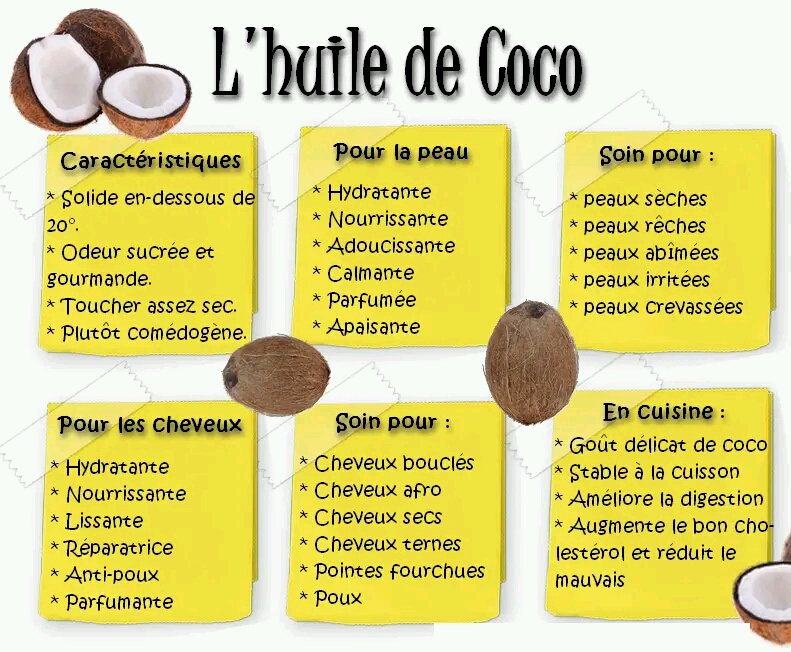 L'huile de Coco
Caractéristiques
* Solide en-dessous de
20°.
* Odeur sucrée et
gourmande.
* Toucher assez sec.
* Plutôt comédogène.
Pour la peau
* Hydratante
* Nourrissante
* Adoucissante
* Calmante
* Parfumée
* Apaisante
Soin pour :
* peaux sèches
* peaux rêches
* peaux abîmées
* peaux irritées
* peaux crevassées
Pour les cheveux
* Hydratante
* Nourrissante
* Lissante
* Réparatrice
* Anti-poux
* Parfumante
Soin pour :
* Cheveux bouclés
* Cheveux afro
* Cheveux secs
* Cheveux ternes
* Pointes fourchues
* Poux
En cuisine :
* Goût délicat de coco
* Stable à la cuisson
* Améliore la digestion
* Augmente le bon cho-
lestérol et réduit le
mauvais